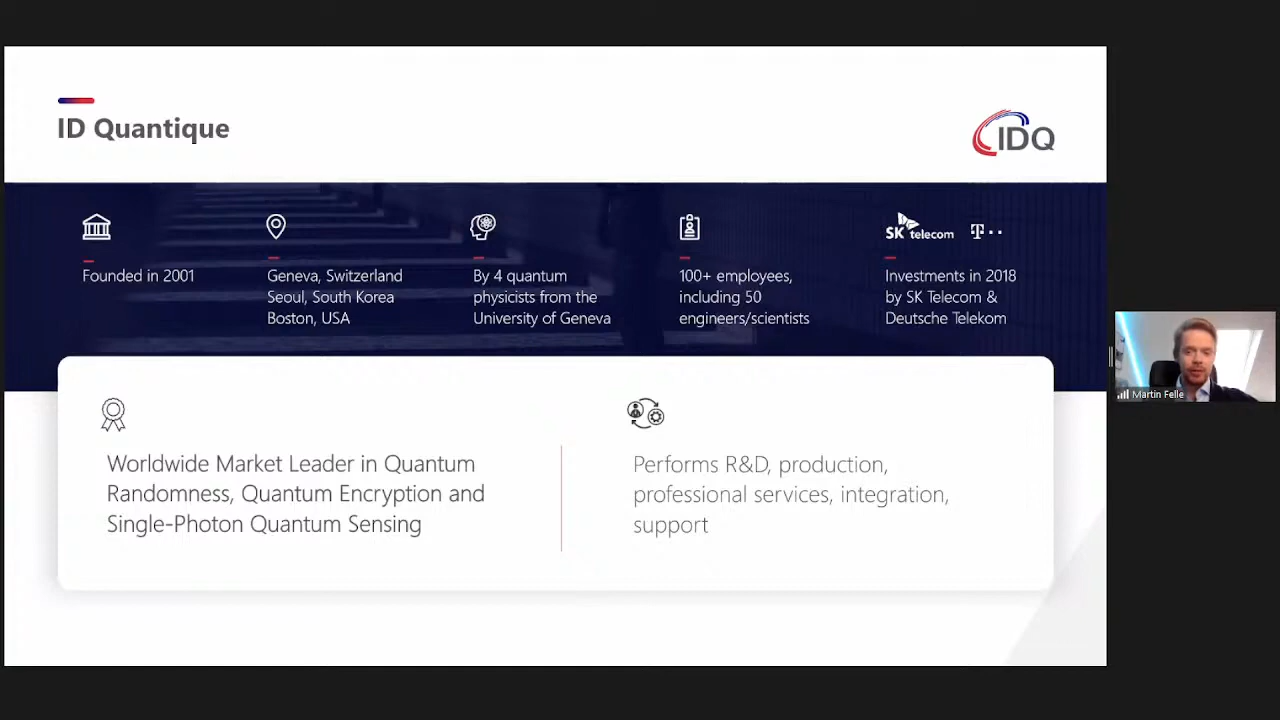 ID Quantique
IDQ
SK telecom
T
Founded in 2001
Geneva, Switzerland
Seoul, South Korea
Boston, USA
By 4 quantum
physicists from the
University of Geneva
100+ employees,
including 50
engineers/scientists
Investments in 2018
by SK Telecom &
Deutsche Telekom
Worldwide Market Leader in Quantum
Randomness, Quantum Encryption and
Single-Photon Quantum Sensing
Performs R&D, production,
professional services, integration,
support
Martin Felle